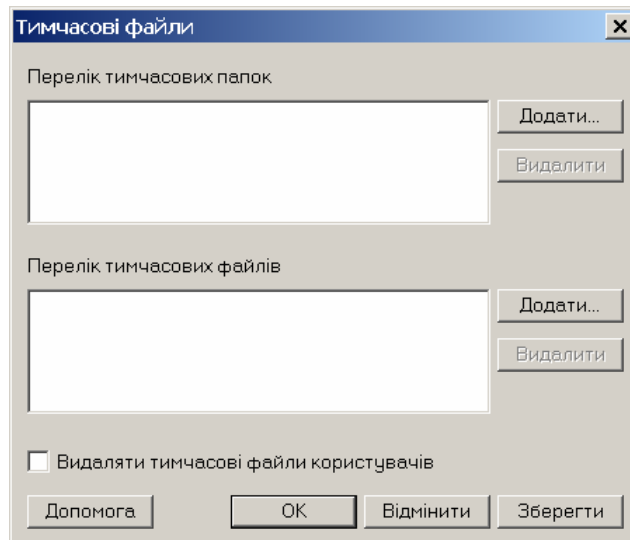 Тимчасові файли
Перелік тимчасових папок
Додати...
Видалити
Перелік тимчасових файлів
Додати...
Видалити
Видаляти тимчасові файли користувачів
Допомога ОК Відмінити Зберегти